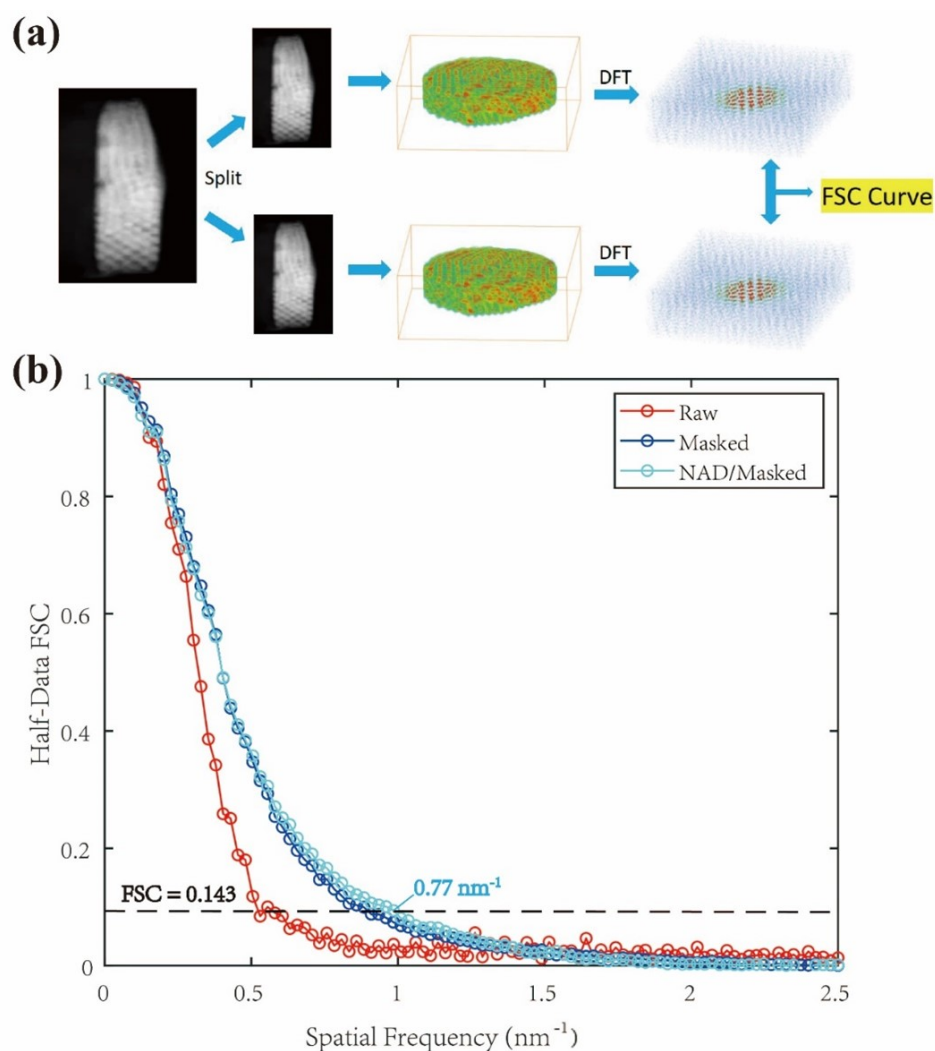 (a)
Split
DFT
DFT
FSC Curve
(b)
Half-Data FSC
1
0.8
0.6
0.4
0.2
0
Raw
Masked
NAD/Masked
FSC = 0.143
0.77 nm⁻¹
0 0.5 1 1.5 2 2.5
Spatial Frequency (nm⁻¹)